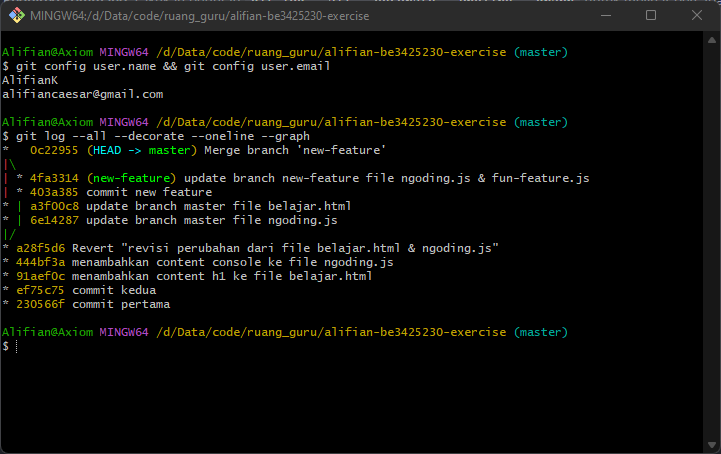 MINGW64:/d/Data/code/ruang_guru/alifian-be3425230-exercise
Alifian@Axiom MINGW64 /d/Data/code/ruang_guru/alifian-be3425230-exercise (master)
$ git config user.name && git config user.email
AlifianK
alifiancaesar@gmail.com
Alifian@Axiom MINGW64 /d/Data/code/ruang_guru/alifian-be3425230-exercise (master)
$ git log --all --decorate --oneline --graph
*   0c22955 (HEAD -> master) Merge branch 'new-feature'
|\
| * 4fa3314 (new-feature) update branch new-feature file ngoding.js & fun-feature.js
| * 403a385 commit new feature
* | a3f00c8 update branch master file belajar.html
* | 6e14287 update branch master file ngoding.js
|/
* a28f5d6 Revert "revisi perubahan dari file belajar.html & ngoding.js"
* 444bf3a menambahkan content console ke file ngoding.js
* 91aef0c menambahkan content h1 ke file belajar.html
* ef75c75 commit kedua
* 230566f commit pertama
Alifian@Axiom MINGW64 /d/Data/code/ruang_guru/alifian-be3425230-exercise (master)
$